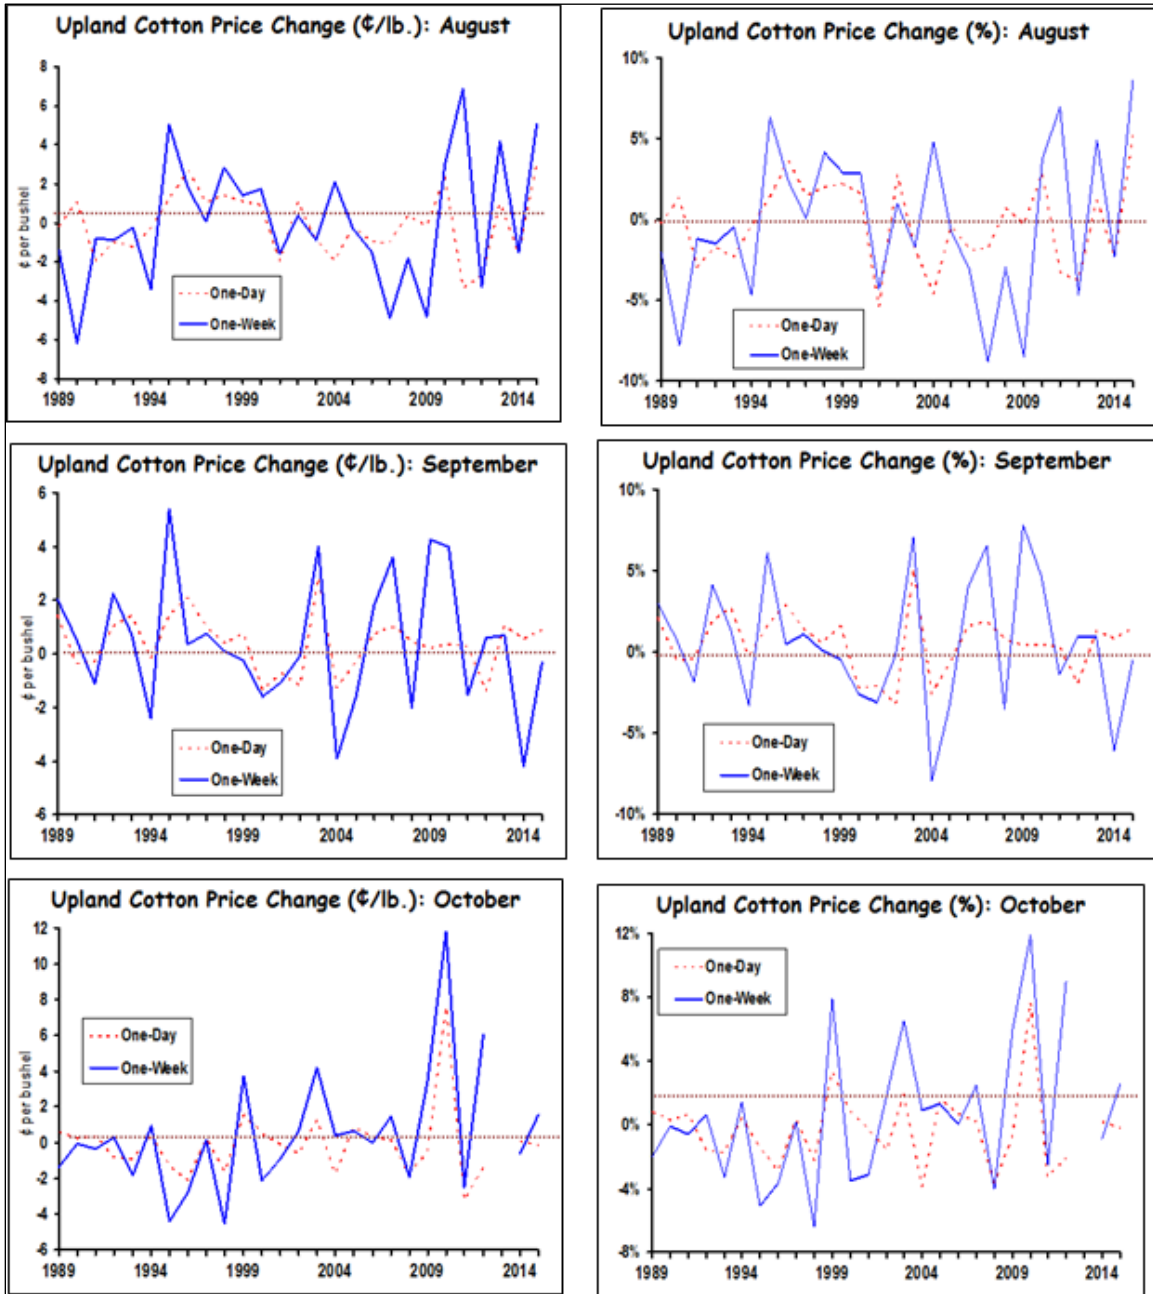 Upland Cotton Price Change (¢/lb.): August
8
6
4
2
0
-2
-4
-6
-8
¢ per bushel
One-Day
One-Week
1989 1994 1999 2004 2009 2014
Upland Cotton Price Change (%): August
10%
5%
0%
-5%
-10%
One-Day
One-Week
1989 1994 1999 2004 2009 2014
Upland Cotton Price Change (¢/lb.): September
6
4
2
0
-2
-4
-6
¢ per bushel
One-Day
One-Week
1989 1994 1999 2004 2009 2014
Upland Cotton Price Change (%): September
10%
5%
0%
-5%
-10%
One-Day
One-Week
1989 1994 1999 2004 2009 2014
Upland Cotton Price Change (¢/lb.): October
12
10
8
6
4
2
0
-2
-4
-6
¢ per bushel
One-Day
One-Week
1989 1994 1999 2004 2009 2014
Upland Cotton Price Change (%): October
12%
8%
4%
0%
-4%
-8%
One-Day
One-Week
1989 1994 1999 2004 2009 2014